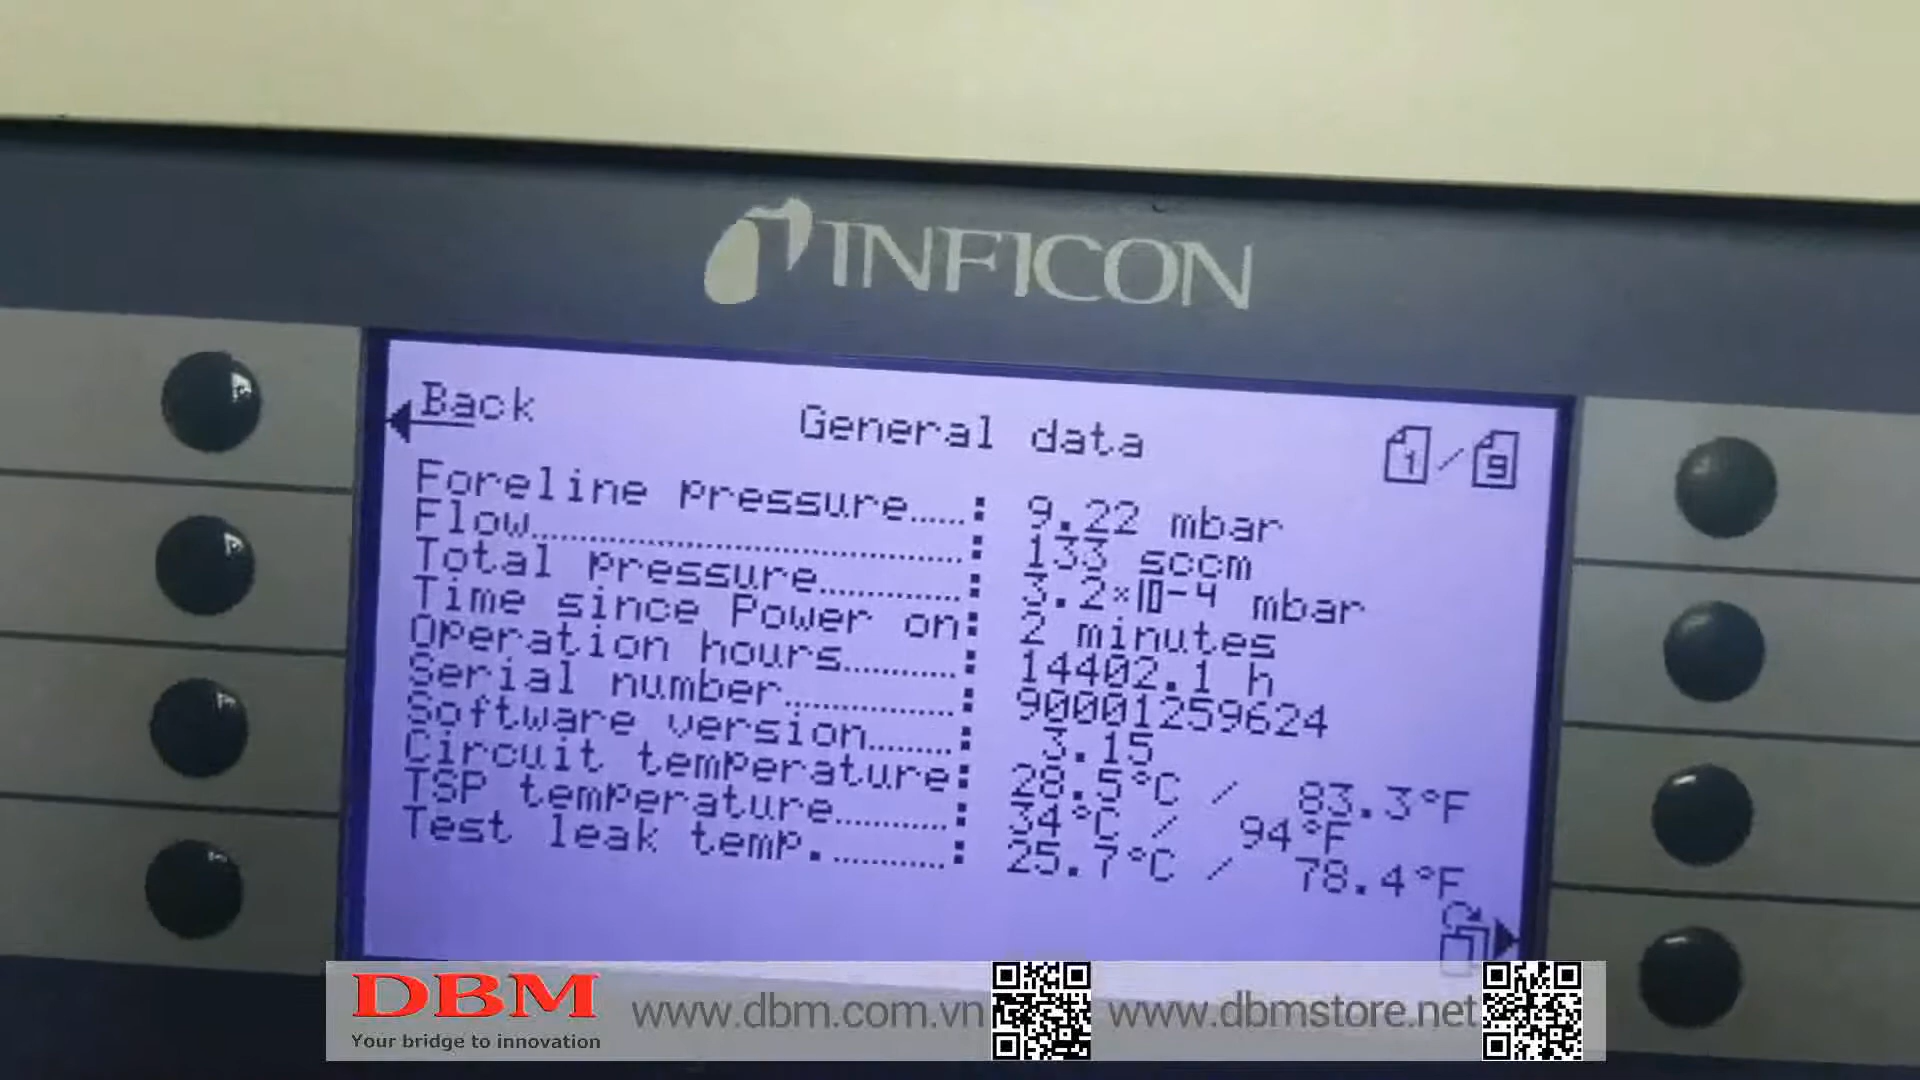 INFICON
Back
General data
1/9
Foreline pressure......: 9.22 mbar
Flow..............................: 133 sccm
Total pressure..........: 3.2×10-4 mbar
Time since Power on: 2 minutes
Operation hours........: 14402.1 h
Serial number............: 900001259624
Software version......: 3.15
Circuit temperature: 28.5°C / 83.3°F
TSP temperature........: 34°C / 94°F
Test leak temp...........: 25.7°C / 78.4°F
DBM
Your bridge to innovation
www.dbm.com.vn
www.dbmstore.net